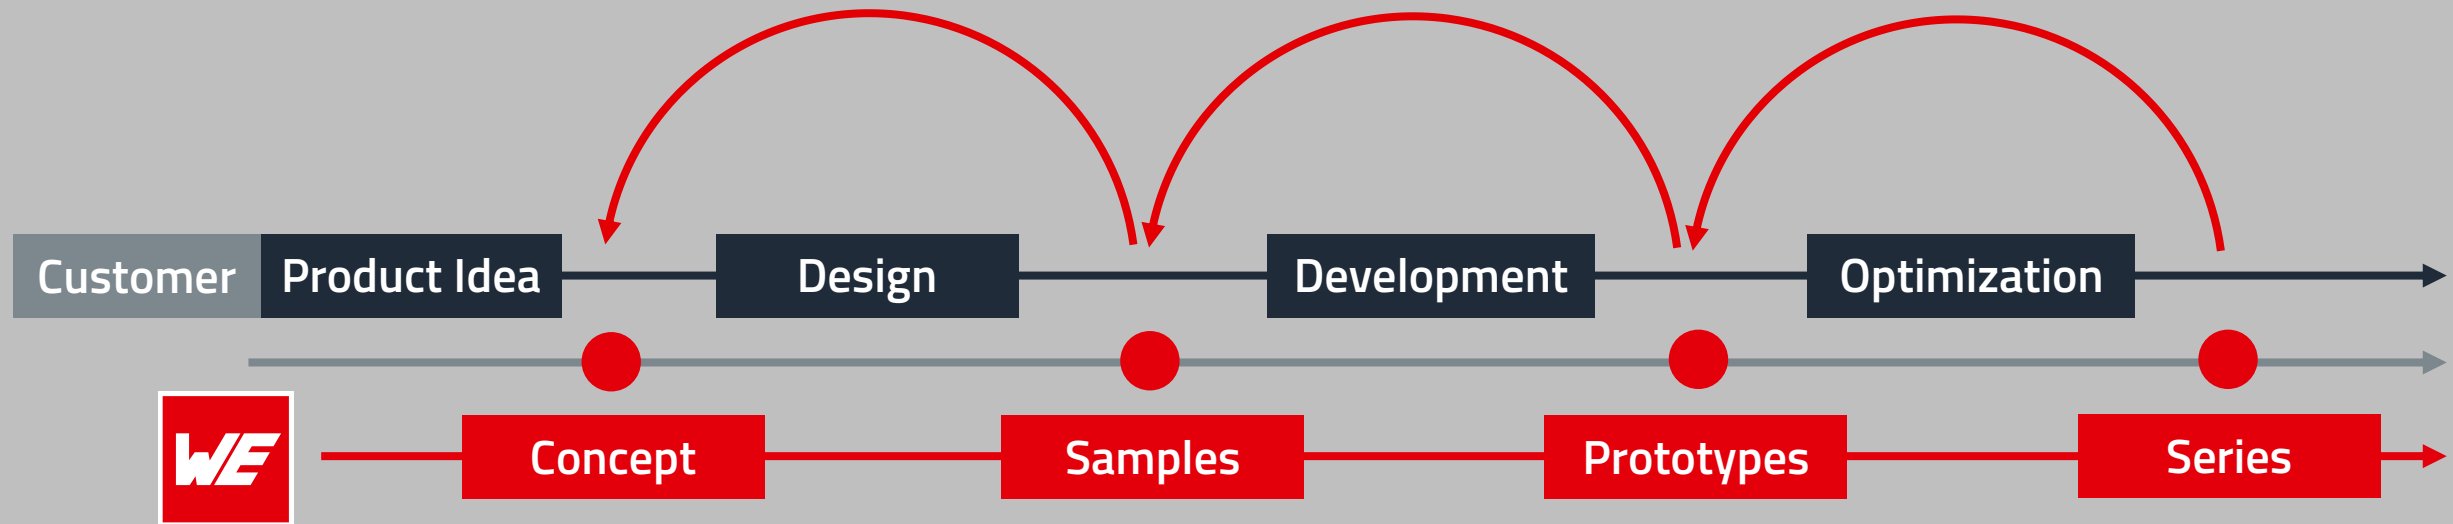 Customer Product Idea Design Development Optimization
WE
Concept Samples Prototypes Series